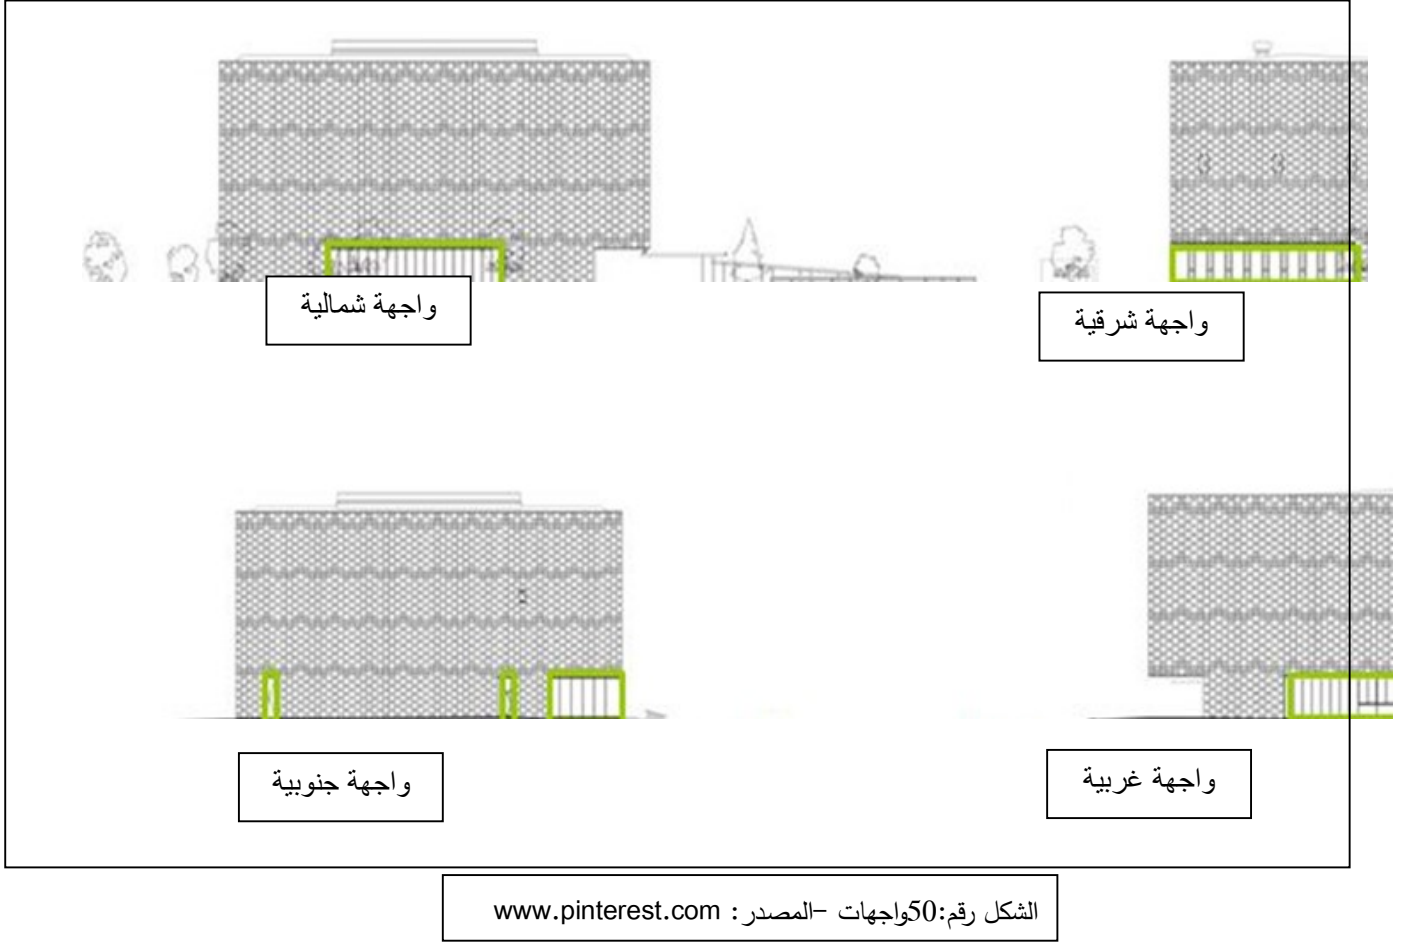 واجهة شمالية
واجهة شرقية
واجهة جنوبية
واجهة غربية
الشكل رقم:50واجهات -المصدر: www.pinterest.com